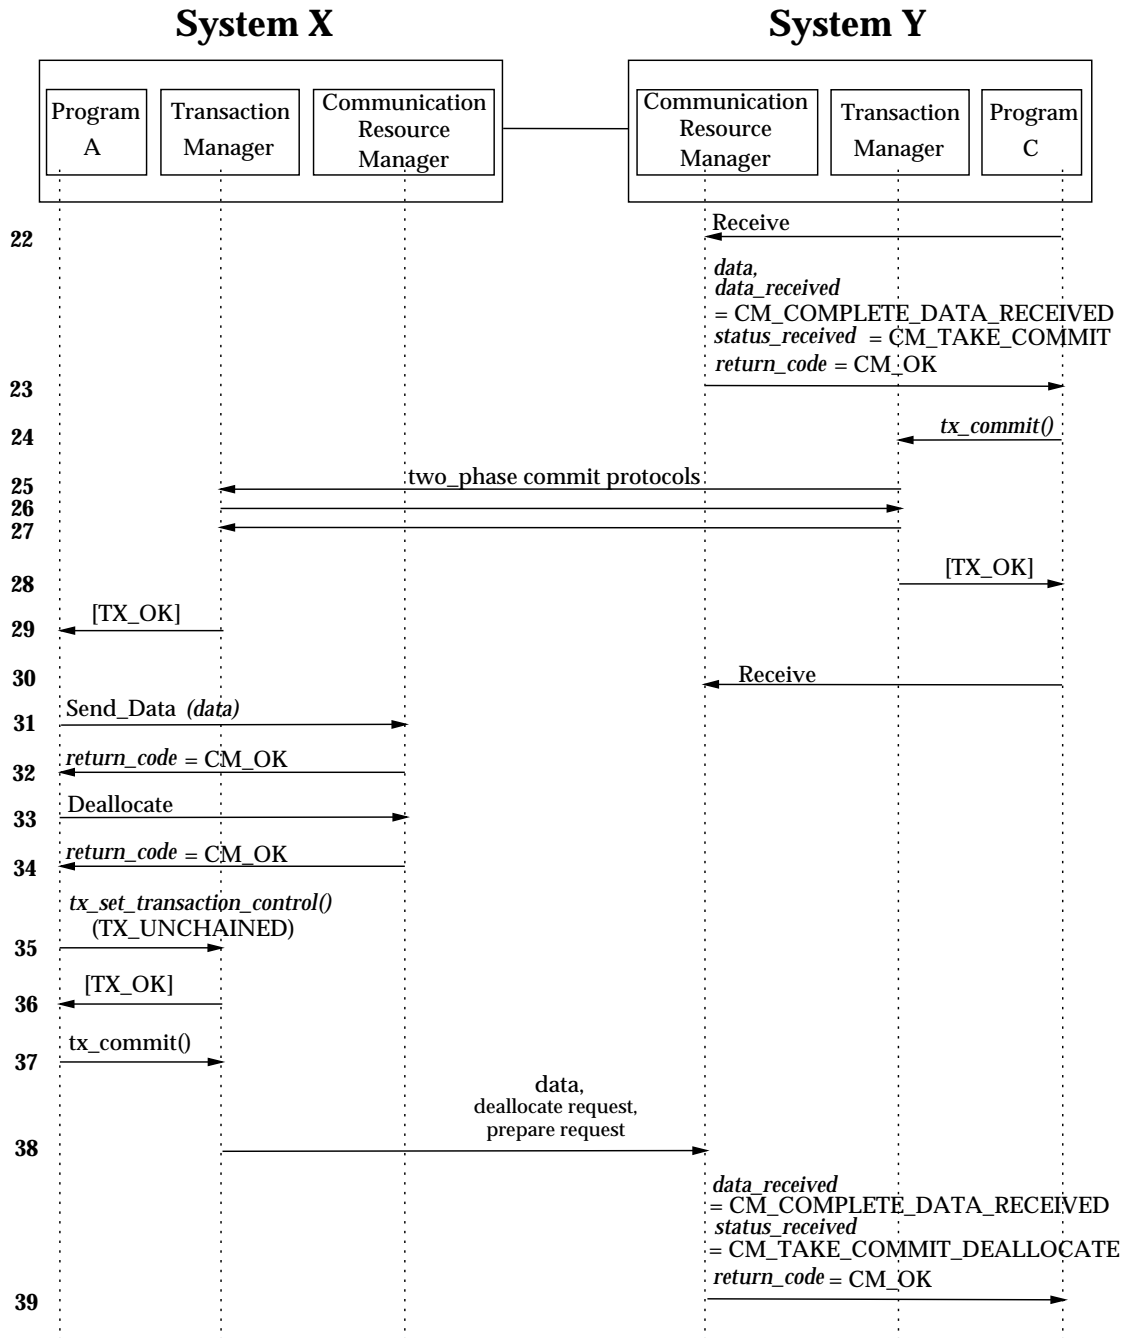 System X
System Y
Program
A
Transaction
Manager
Communication
Resource
Manager
Communication
Resource
Manager
Transaction
Manager
Program
C
22
Receive
data,
data_received
= CM_COMPLETE_DATA_RECEIVED
status_received = CM_TAKE_COMMIT
return_code = CM_OK
23
24
tx_commit()
25
two_phase commit protocols
26
27
28
[TX_OK]
29
[TX_OK]
30
Receive
31
Send_Data (data)
32
return_code = CM_OK
33
Deallocate
34
return_code = CM_OK
tx_set_transaction_control()
(TX_UNCHAINED)
35
36
[TX_OK]
37
tx_commit()
data,
deallocate request,
prepare request
38
data_received
= CM_COMPLETE_DATA_RECEIVED
status_received
= CM_TAKE_COMMIT_DEALLOCATE
return_code = CM_OK
39